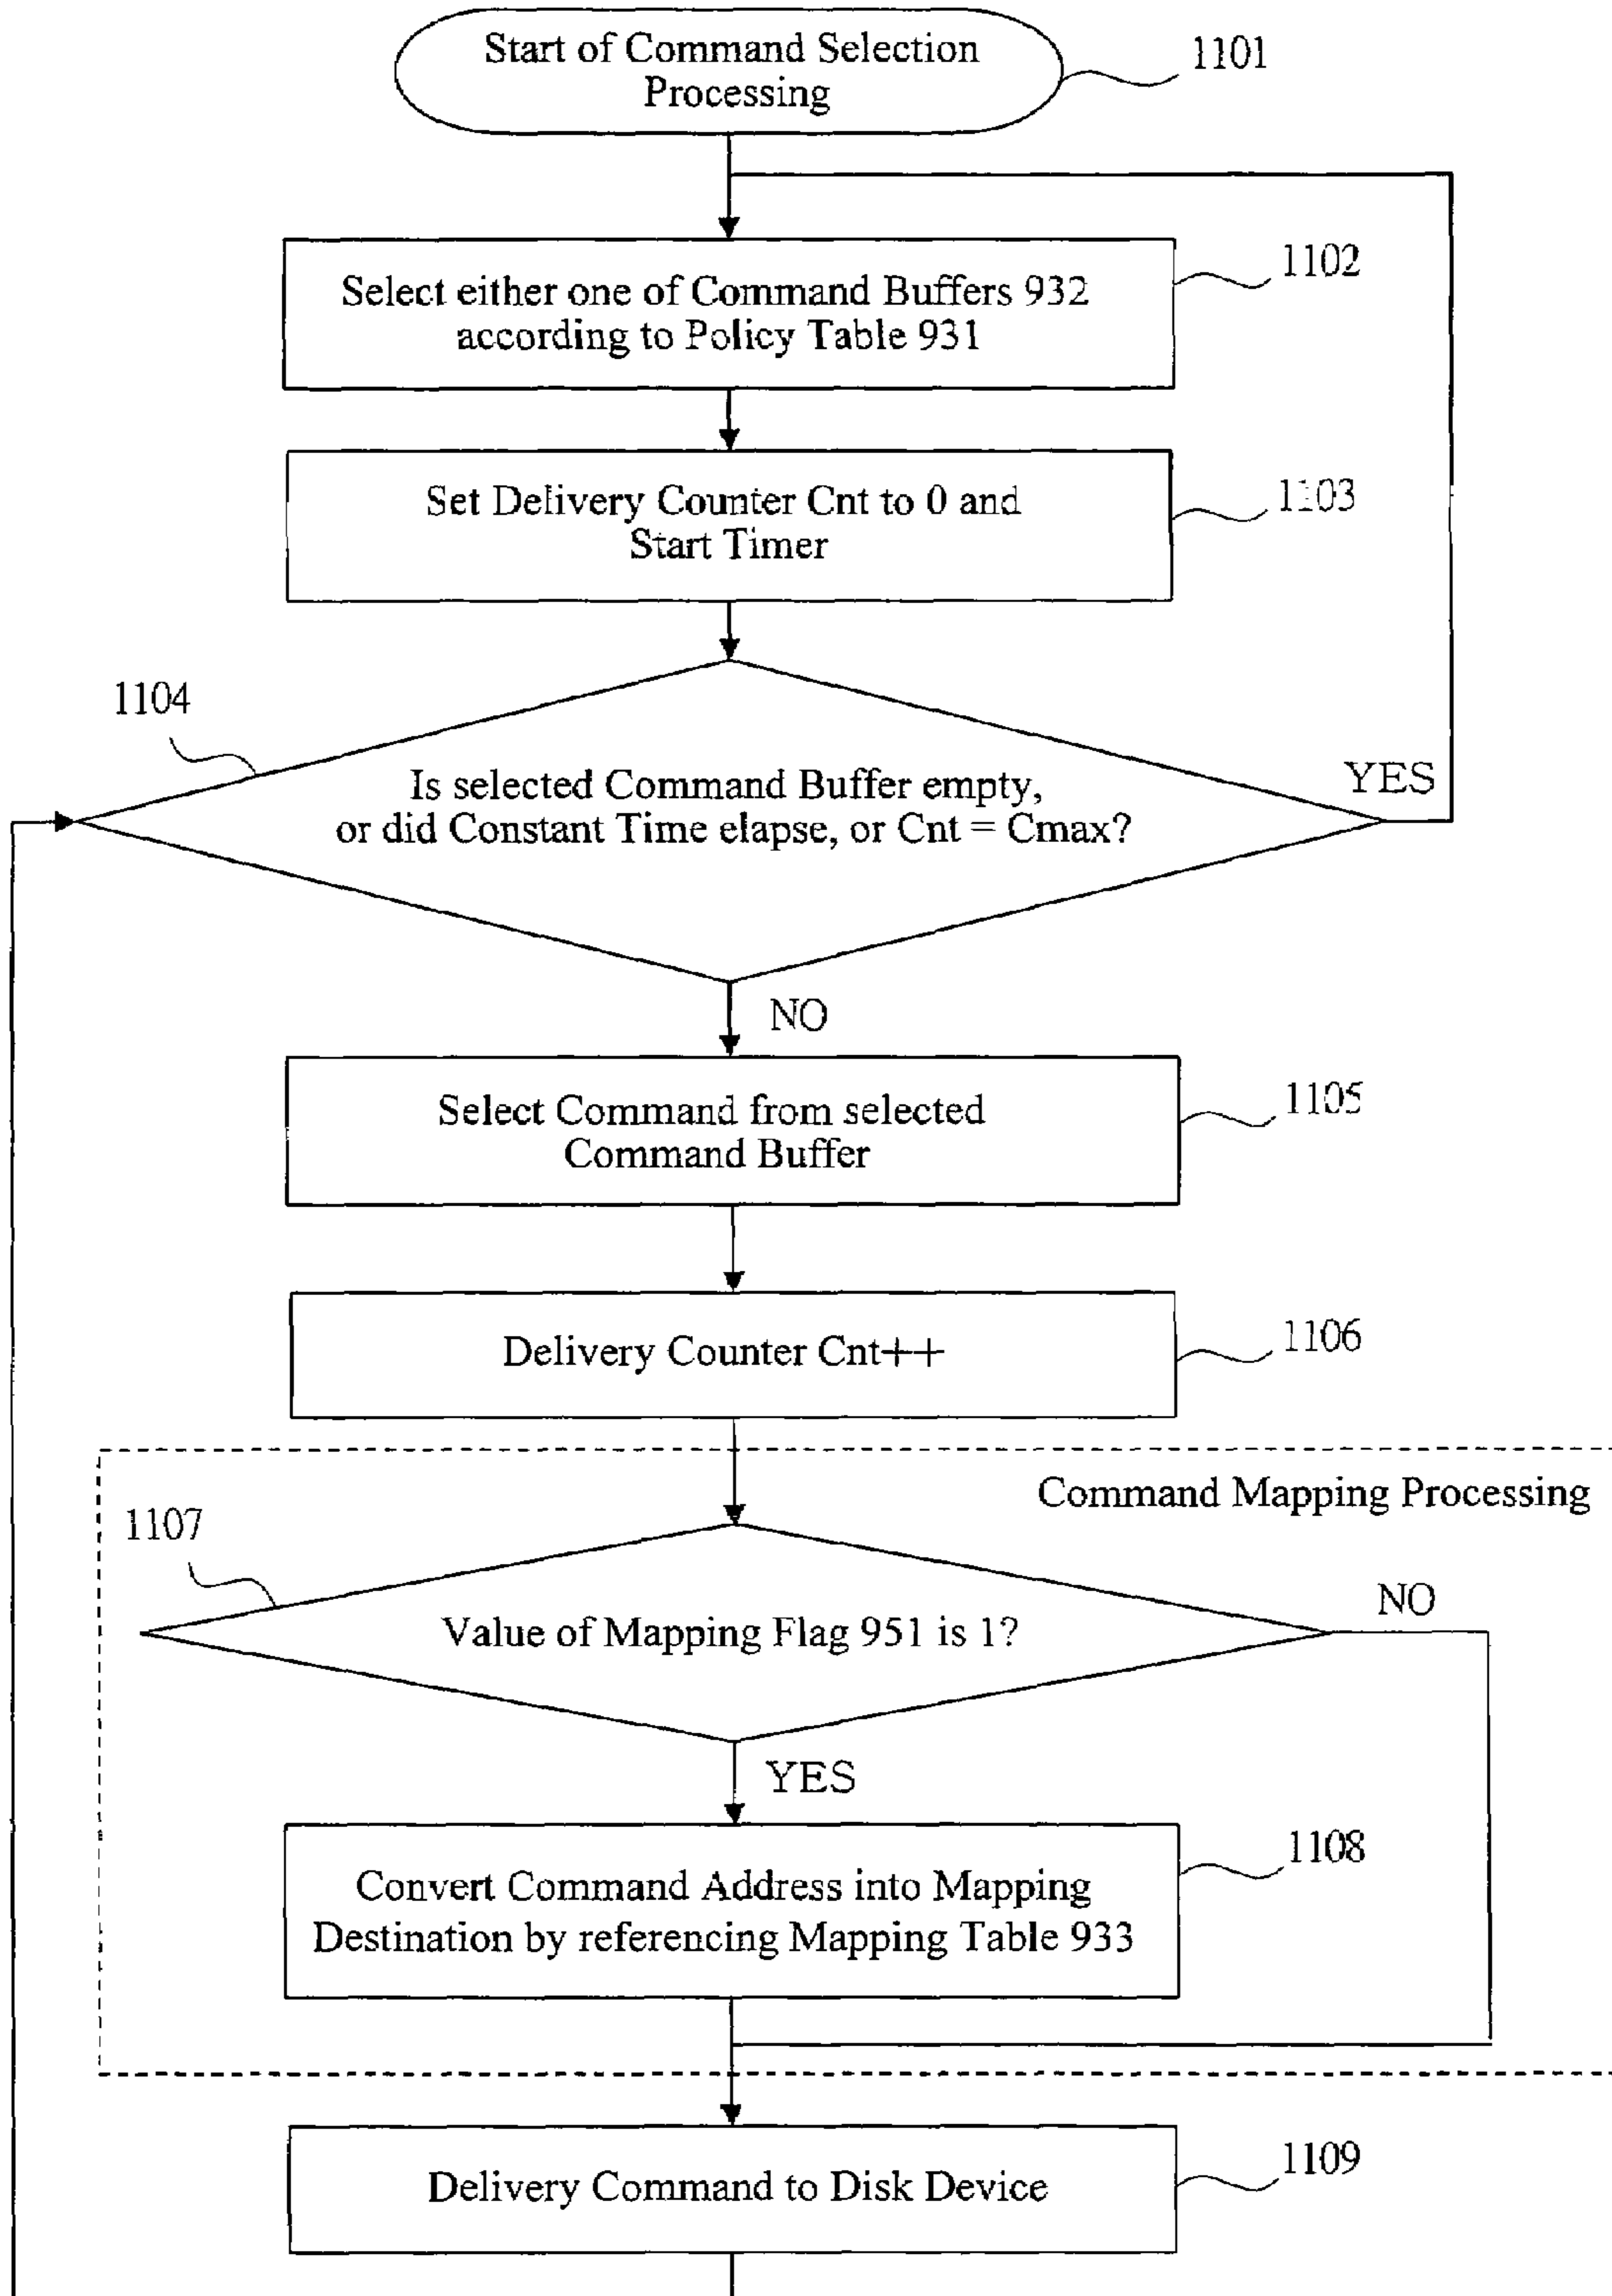 Start of Command Selection
Processing
1101
Select either one of Command Buffers 932
according to Policy Table 931
1102
Set Delivery Counter Cnt to 0 and
Start Timer
1103
1104
Is selected Command Buffer empty,
or did Constant Time elapse, or Cnt = Cmax?
YES
NO
Select Command from selected
Command Buffer
1105
Delivery Counter Cnt++
1106
Command Mapping Processing
1107
Value of Mapping Flag 951 is 1?
NO
YES
Convert Command Address into Mapping
Destination by referencing Mapping Table 933
1108
Delivery Command to Disk Device
1109